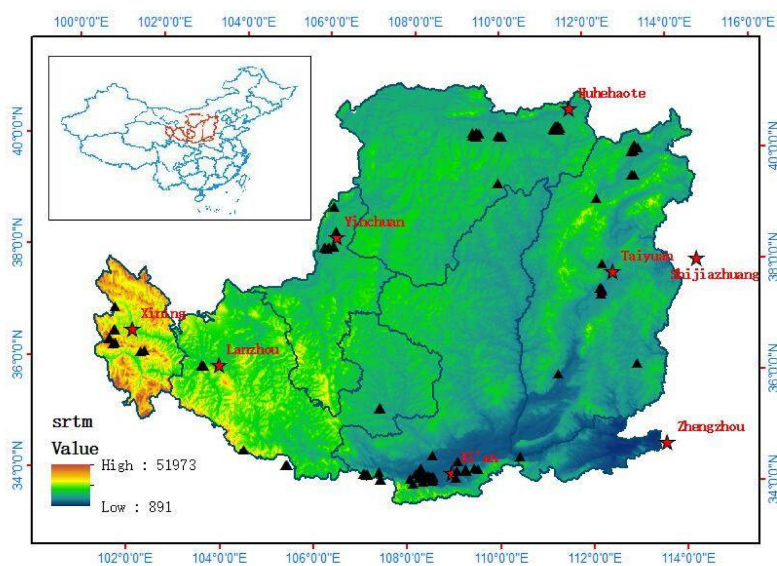 100°0'0"E 102°0'0"E 104°0'0"E 106°0'0"E 108°0'0"E 110°0'0"E 112°0'0"E 114°0'0"E 116°0'0"E
Huhehaote
40°0'0"N 40°0'0"N
Yinchuan
38°0'0"N 38°0'0"N
Taiyuan
Shijiazhuang
Xining
Lanzhou
36°0'0"N 36°0'0"N
srtm
Value
Zhengzhou
Xi'an
High : 51973
34°0'0"N 34°0'0"N
Low : 891
102°0'0"E 104°0'0"E 106°0'0"E 108°0'0"E 110°0'0"E 112°0'0"E 114°0'0"E